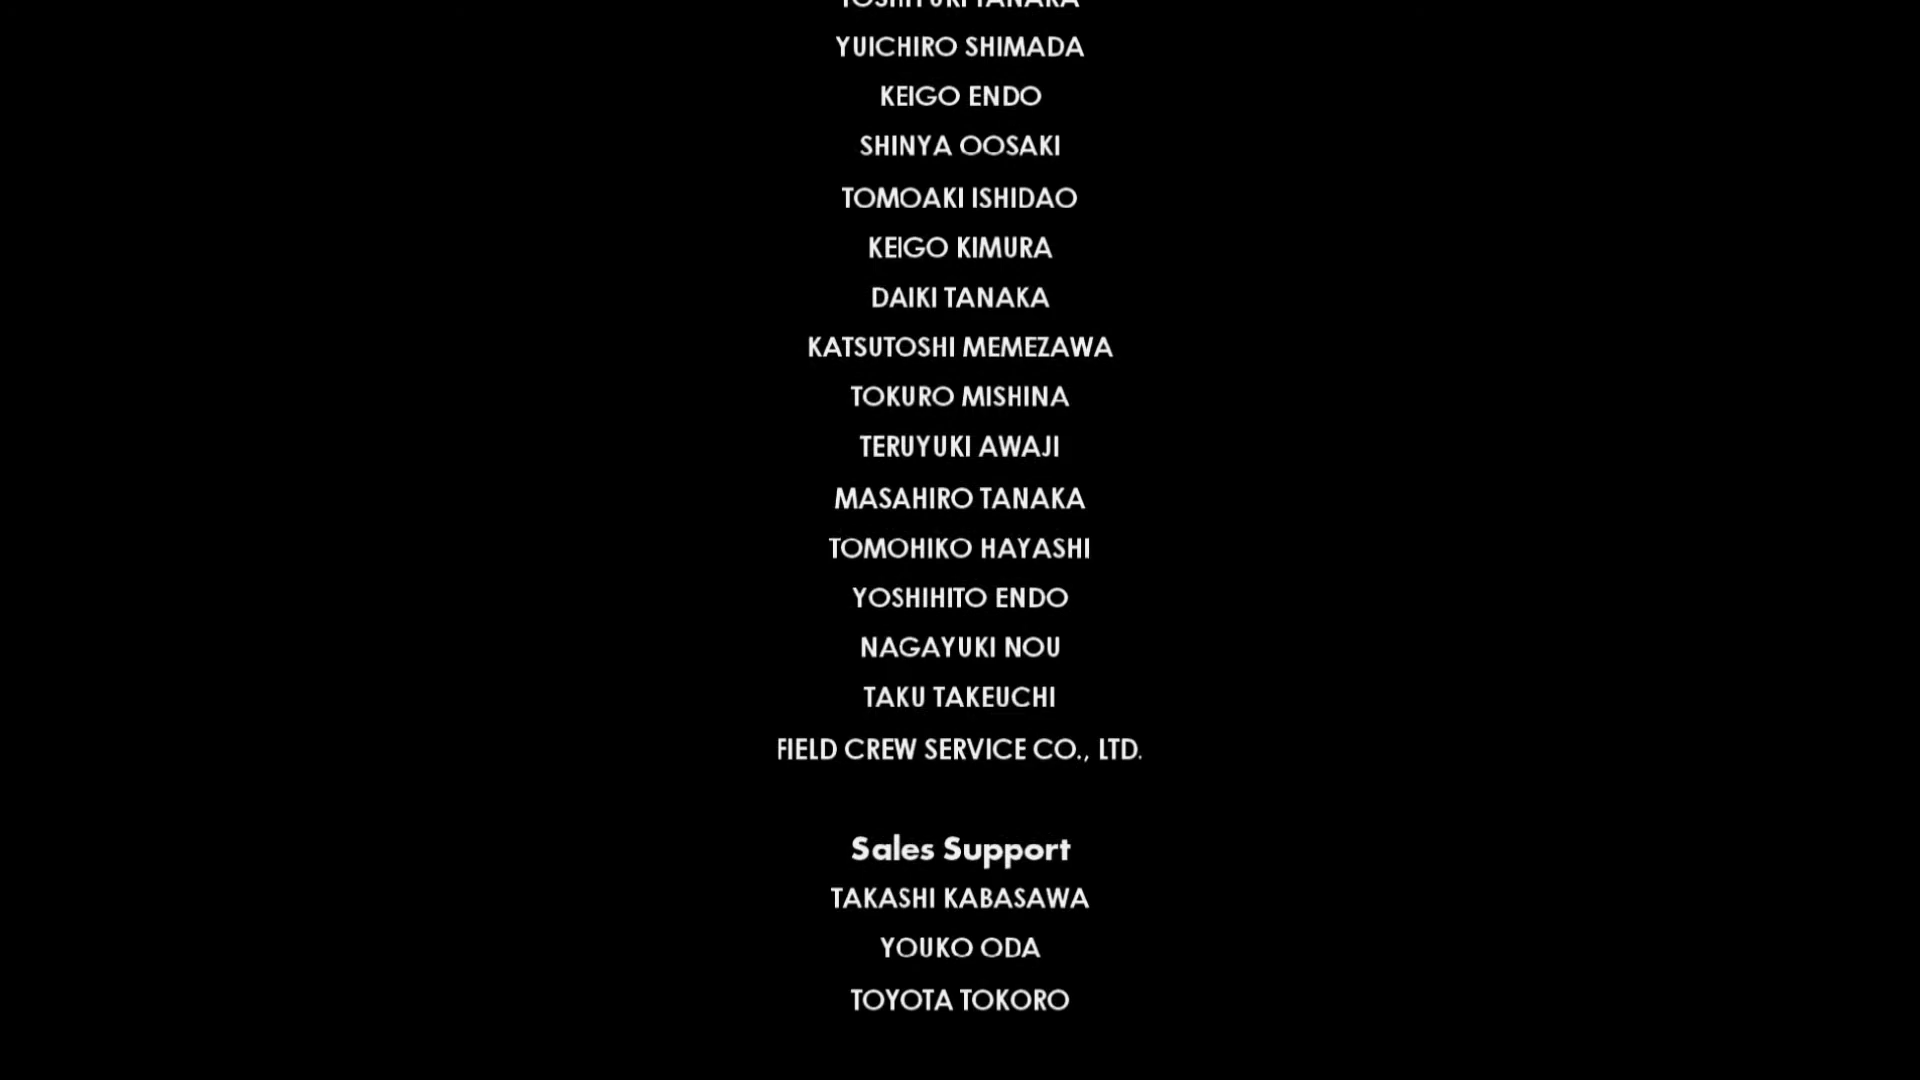 YOSHIYUKI TANAKA
YUICHIRO SHIMADA
KEIGO ENDO
SHINYA OOSAKI
TOMOAKI ISHIDAO
KEIGO KIMURA
DAIKI TANAKA
KATSUTOSHI MEMEZAWA
TOKURO MISHINA
TERUYUKI AWAJI
MASAHIRO TANAKA
TOMOHIKO HAYASHI
YOSHIHITO ENDO
NAGAYUKI NOU
TAKU TAKEUCHI
FIELD CREW SERVICE CO., LTD.
Sales Support
TAKASHI KABASAWA
YOUKO ODA
TOYOTA TOKORO